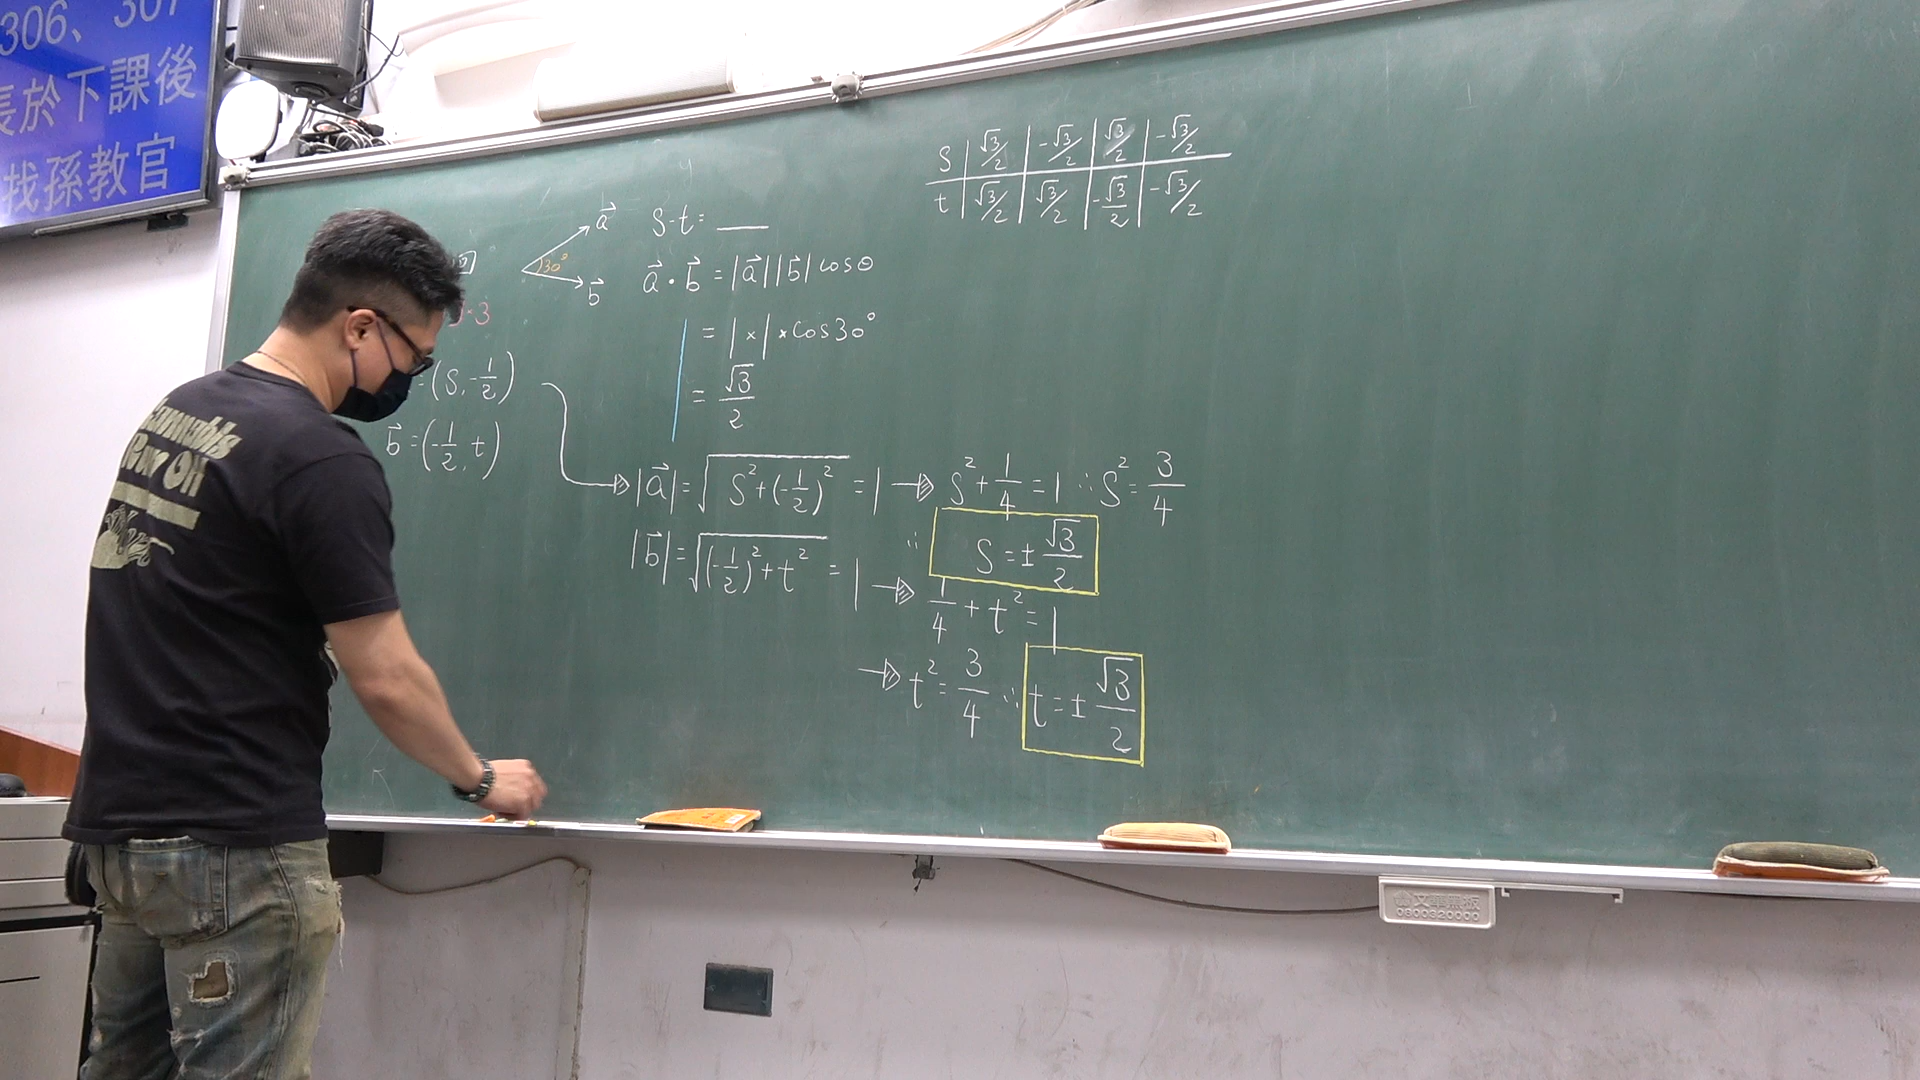 306、307
長於下課後
找孫教官
S | √3/2 | -√3/2 | √3/2 | -√3/2
t | √3/2 | √3/2 | -√3/2 | -√3/2
a⃗ 30° b⃗
S-t = ___
a⃗·b⃗ = |a⃗||b⃗| cosθ
= 1×1×cos30°
= √3/2
=(S, -1/2)
b⃗=(-1/2, t)
|a⃗|=√(S²+(-1/2)²) = 1 → S²+1/4=1 ∴S²=3/4
∴ S=±√3/2
|b⃗|=√((-1/2)²+t²) = 1 → 1/4+t²=1
→ t²=3/4 ∴ t=±√3/2
Cannabis
0800320000